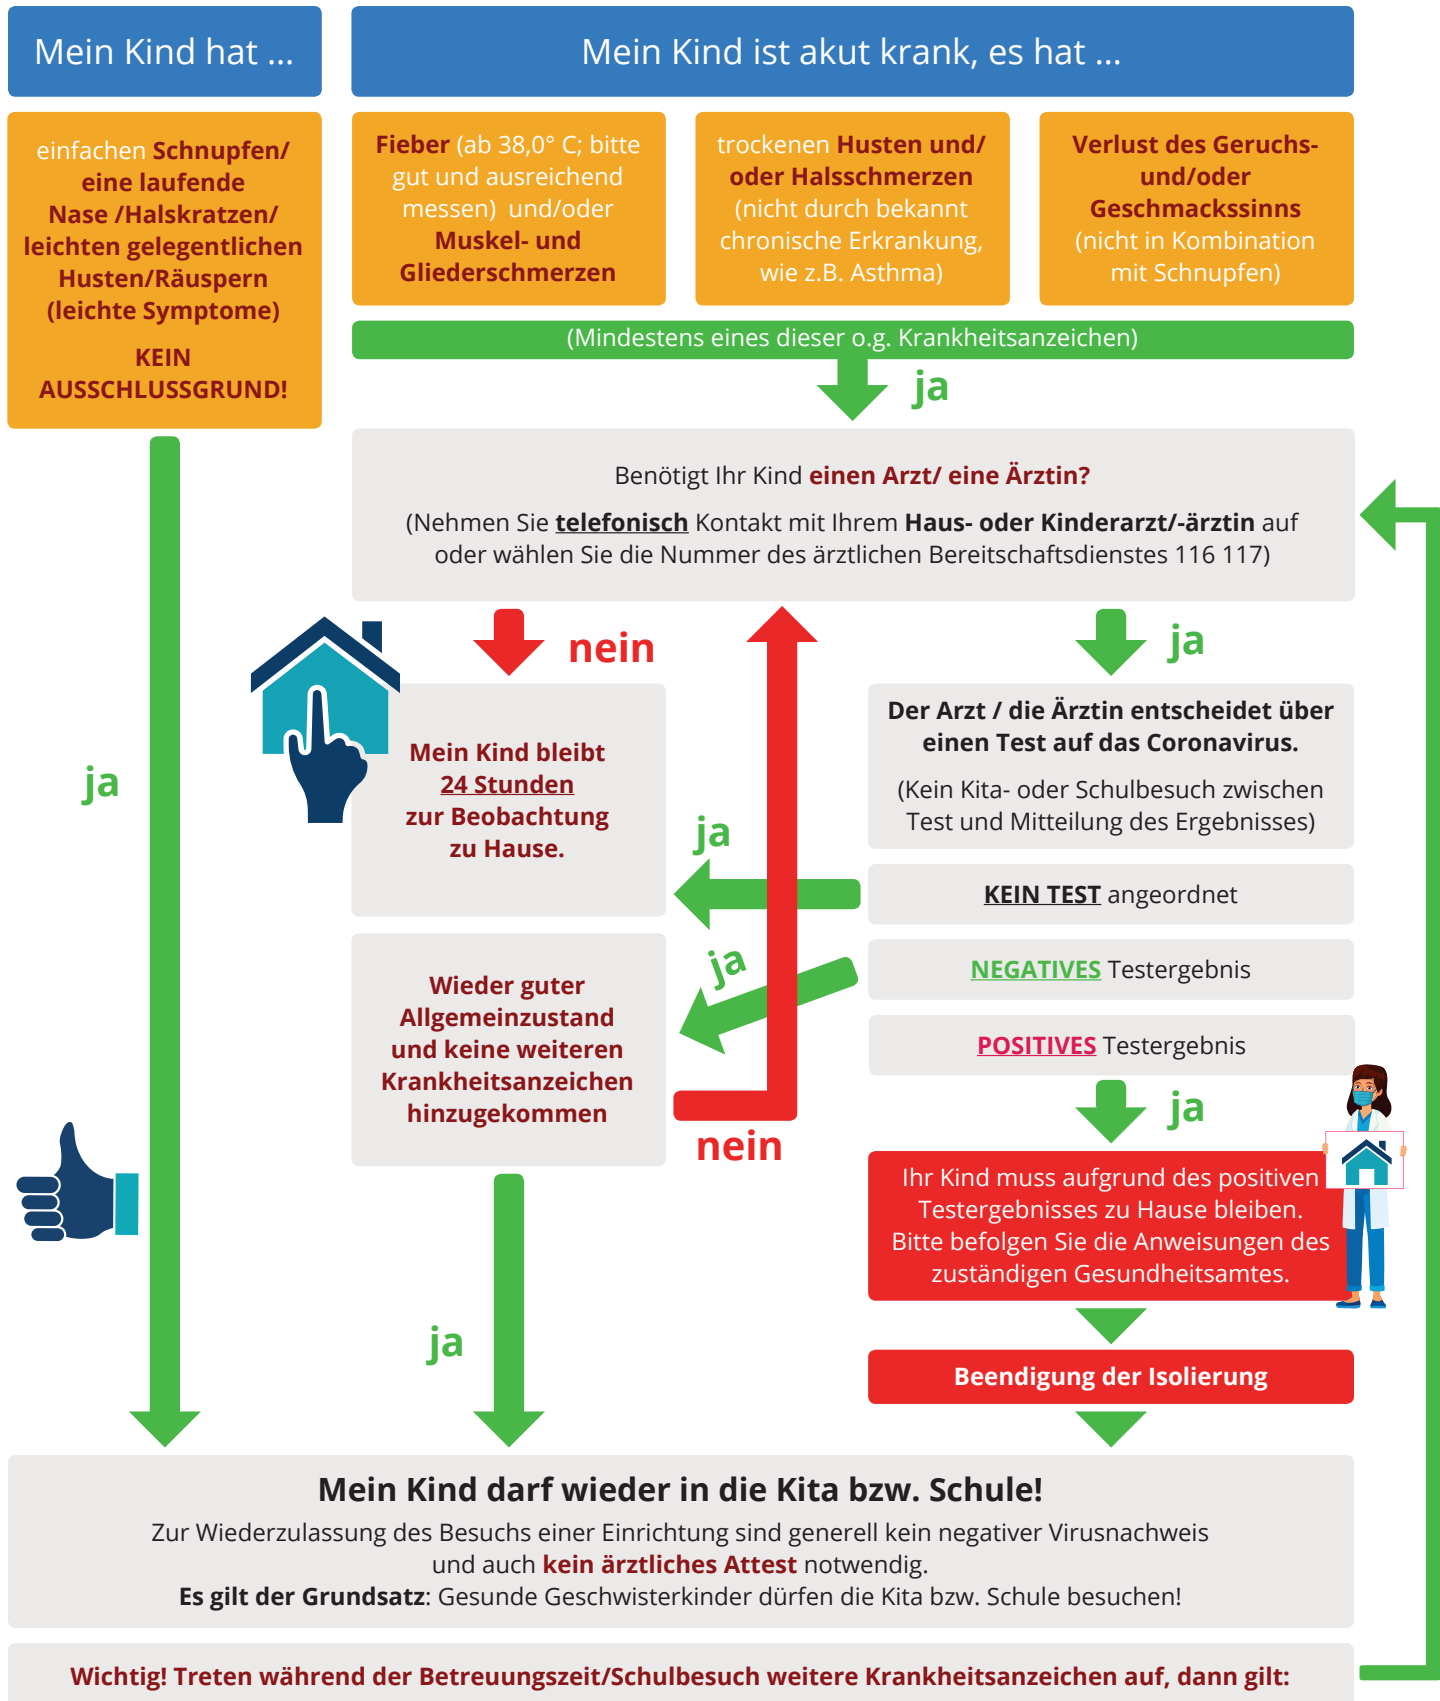 Mein Kind hat ...
einfachen Schnupfen/
eine laufende
Nase /Halskratzen/
leichten gelegentlichen
Husten/Räuspern
(leichte Symptome)
KEIN
AUSSCHLUSSGRUND!
Mein Kind ist akut krank, es hat ...
Fieber (ab 38,0° C; bitte
gut und ausreichend
messen) und/oder
Muskel- und
Gliederschmerzen
trockenen Husten und/
oder Halsschmerzen
(nicht durch bekannt
chronische Erkrankung,
wie z.B. Asthma)
Verlust des Geruchs-
und/oder
Geschmackssinns
(nicht in Kombination
mit Schnupfen)
(Mindestens eines dieser o.g. Krankheitsanzeichen)
ja
Benötigt Ihr Kind einen Arzt/ eine Ärztin?
(Nehmen Sie telefonisch Kontakt mit Ihrem Haus- oder Kinderarzt/-ärztin auf
oder wählen Sie die Nummer des ärztlichen Bereitschaftsdienstes 116 117)
nein
ja
Mein Kind bleibt
24 Stunden
zur Beobachtung
zu Hause.
Der Arzt / die Ärztin entscheidet über
einen Test auf das Coronavirus.
(Kein Kita- oder Schulbesuch zwischen
Test und Mitteilung des Ergebnisses)
ja
ja
KEIN TEST angeordnet
ja
NEGATIVES Testergebnis
Wieder guter
Allgemeinzustand
und keine weiteren
Krankheitsanzeichen
hinzugekommen
nein
POSITIVES Testergebnis
ja
Ihr Kind muss aufgrund des positiven
Testergebnisses zu Hause bleiben.
Bitte befolgen Sie die Anweisungen des
zuständigen Gesundheitsamtes.
ja
Beendigung der Isolierung
Mein Kind darf wieder in die Kita bzw. Schule!
Zur Wiederzulassung des Besuchs einer Einrichtung sind generell kein negativer Virusnachweis
und auch kein ärztliches Attest notwendig.
Es gilt der Grundsatz: Gesunde Geschwisterkinder dürfen die Kita bzw. Schule besuchen!
Wichtig! Treten während der Betreuungszeit/Schulbesuch weitere Krankheitsanzeichen auf, dann gilt: